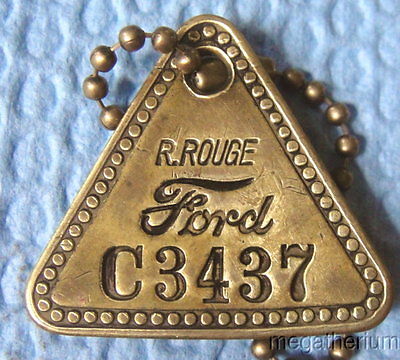 R.ROUGE
Ford
C3437
megatherium